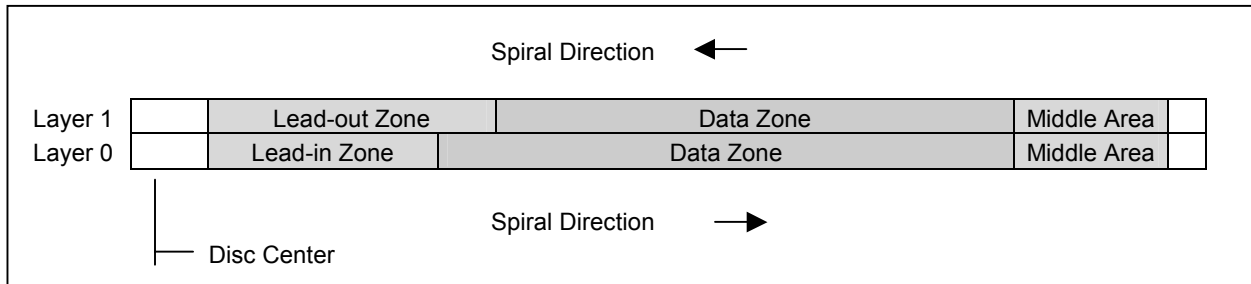 Spiral Direction
Layer 1 Lead-out Zone Data Zone Middle Area
Layer 0 Lead-in Zone Data Zone Middle Area
Spiral Direction
Disc Center